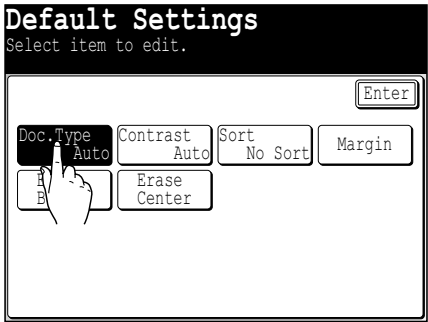 Default Settings
Select item to edit.
Enter
Doc.Type
Auto
Contrast
Auto
Sort
No Sort
Margin
Erase
Center